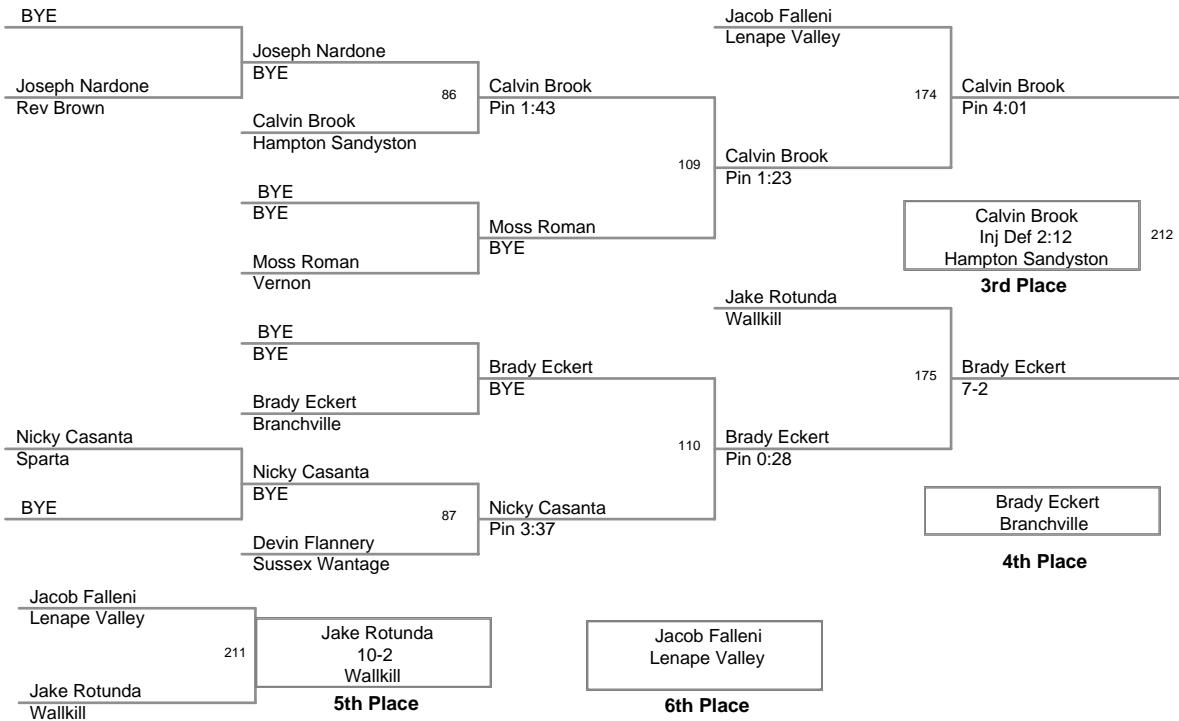 BYE
Joseph Nardone
Rev Brown
Joseph Nardone
BYE
86
Calvin Brook
Hampton Sandyston
Calvin Brook
Pin 1:43
BYE
BYE
Moss Roman
Vernon
Moss Roman
BYE
109
Calvin Brook
Pin 1:23
Jacob Falleni
Lenape Valley
174
Calvin Brook
Pin 4:01
Calvin Brook
Inj Def 2:12
Hampton Sandyston
212
3rd Place
BYE
BYE
Brady Eckert
Branchville
Brady Eckert
BYE
Nicky Casanta
Sparta
BYE
Nicky Casanta
BYE
87
Devin Flannery
Sussex Wantage
Nicky Casanta
Pin 3:37
110
Brady Eckert
Pin 0:28
Jake Rotunda
Wallkill
175
Brady Eckert
7-2
Brady Eckert
Branchville
4th Place
Jacob Falleni
Lenape Valley
211
Jake Rotunda
Wallkill
Jake Rotunda
10-2
Wallkill
5th Place
Jacob Falleni
Lenape Valley
6th Place